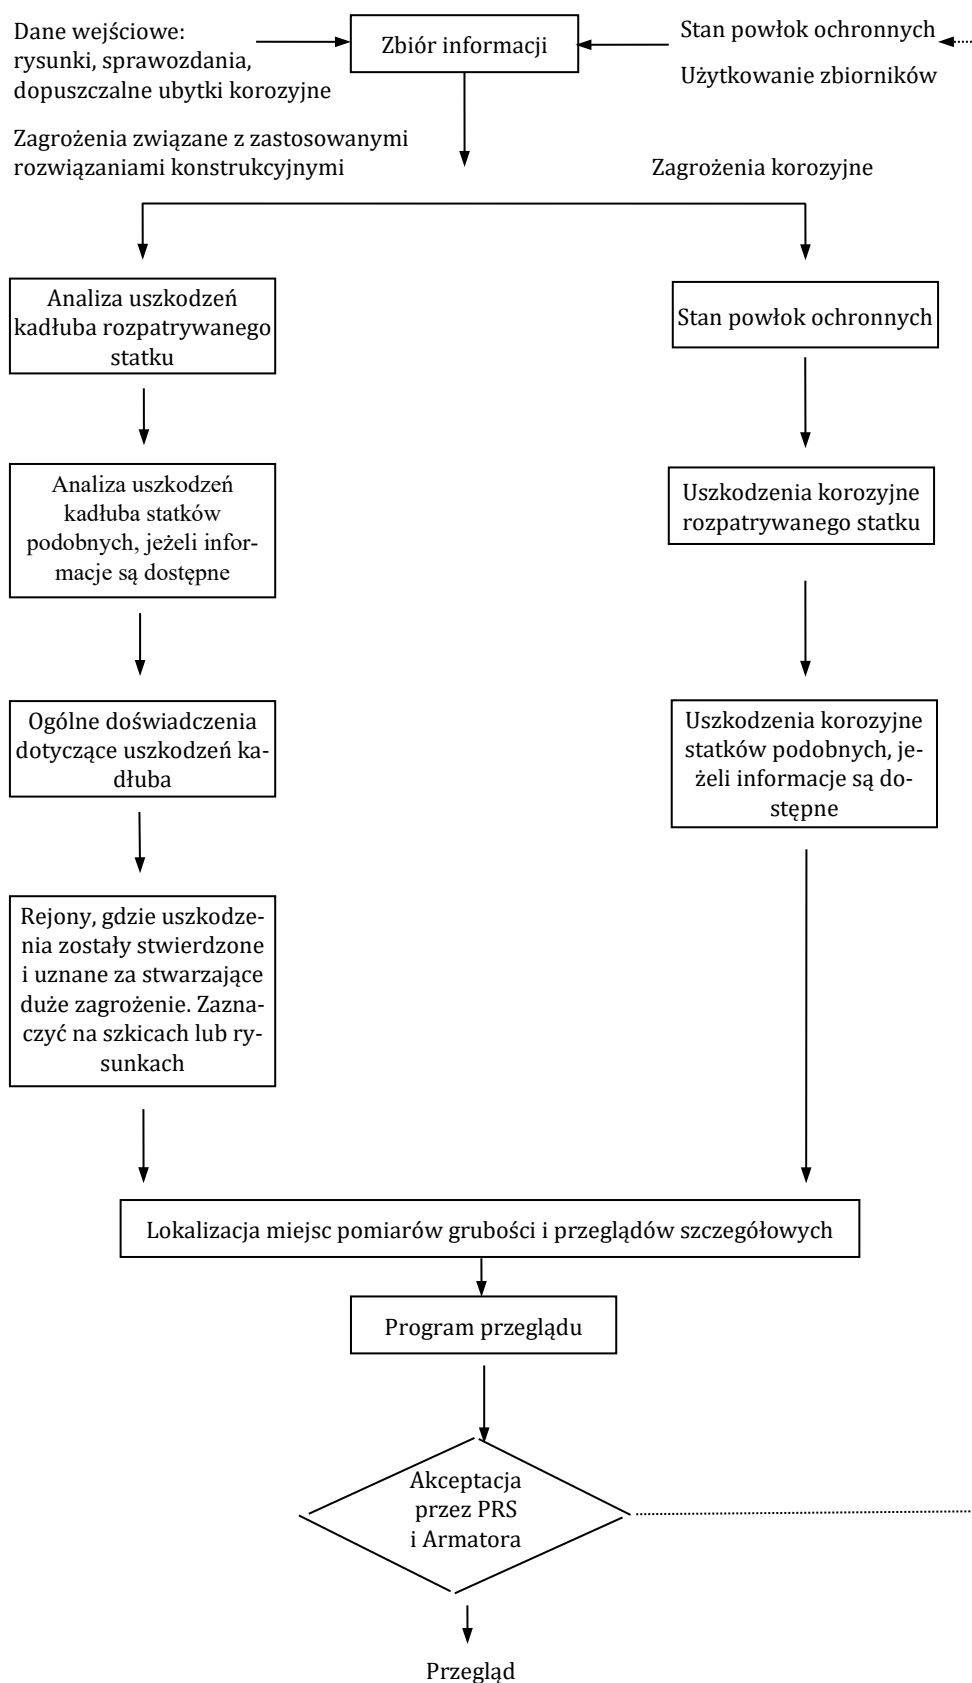 Dane wejściowe:
rysunki, sprawozdania,
dopuszczalne ubytki korozyjne
Zbiór informacji
Stan powłok ochronnych
Użytkowanie zbiorników
Zagrożenia związane z zastosowanymi
rozwiązaniami konstrukcyjnymi
Zagrożenia korozyjne
Analiza uszkodzeń
kadłuba rozpatrywanego
statku
Stan powłok ochronnych
Analiza uszkodzeń
kadłuba statków
podobnych, jeżeli infor-
macje są dostępne
Uszkodzenia korozyjne
rozpatrywanego statku
Ogólne doświadczenia
dotyczące uszkodzeń ka-
dłuba
Uszkodzenia korozyjne
statków podobnych, je-
żeli informacje są do-
stępne
Rejony, gdzie uszkodze-
nia zostały stwierdzone
i uznane za stwarzające
duże zagrożenie. Zazna-
czyć na szkicach lub ry-
sunkach
Lokalizacja miejsc pomiarów grubości i przeglądów szczegółowych
Program przeglądu
Akceptacja
przez PRS
i Armatora
Przegląd